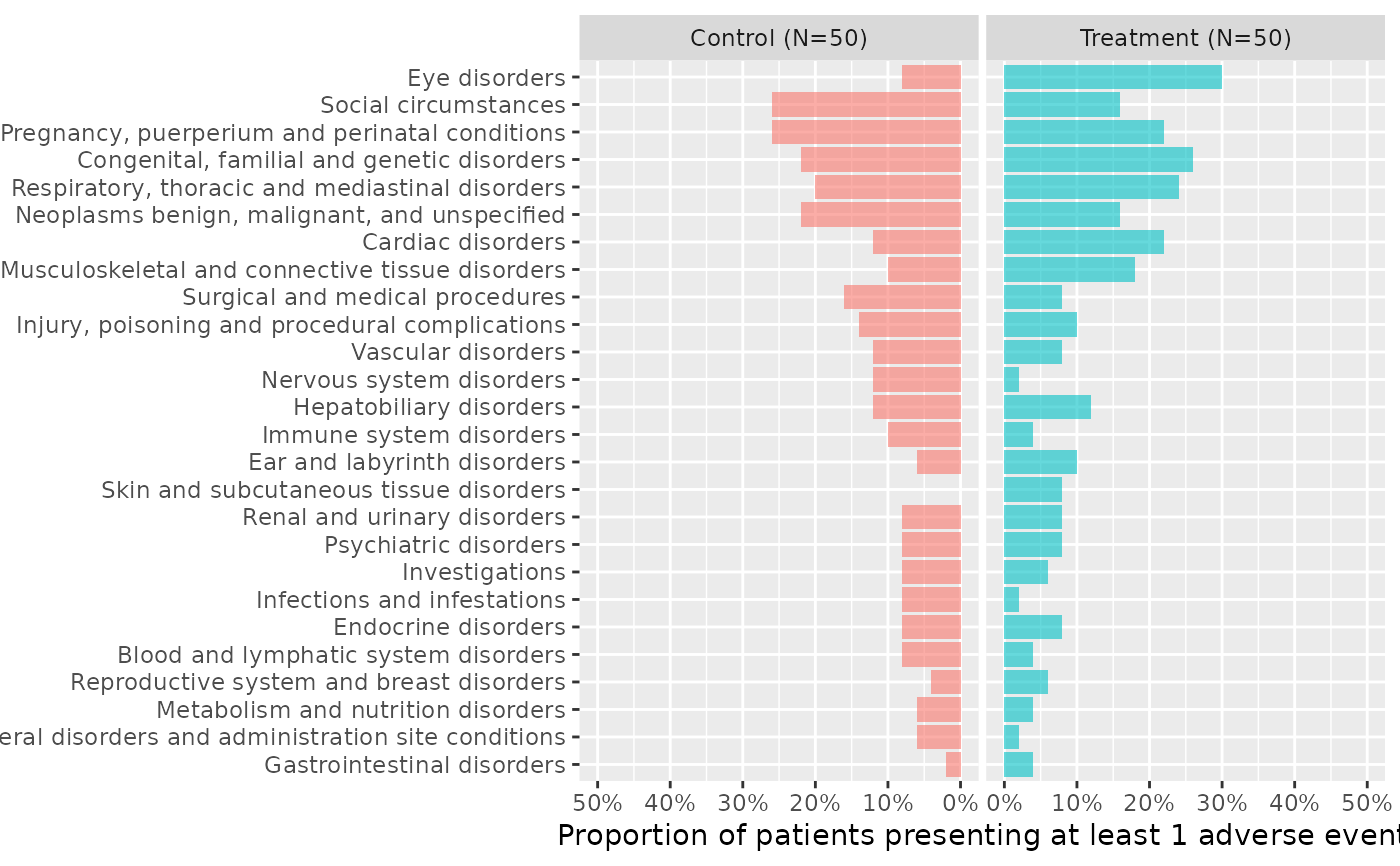 Control (N=50)
Treatment (N=50)
Eye disorders
Social circumstances
Pregnancy, puerperium and perinatal conditions
Congenital, familial and genetic disorders
Respiratory, thoracic and mediastinal disorders
Neoplasms benign, malignant, and unspecified
Cardiac disorders
Musculoskeletal and connective tissue disorders
Surgical and medical procedures
Injury, poisoning and procedural complications
Vascular disorders
Nervous system disorders
Hepatobiliary disorders
Immune system disorders
Ear and labyrinth disorders
Skin and subcutaneous tissue disorders
Renal and urinary disorders
Psychiatric disorders
Investigations
Infections and infestations
Endocrine disorders
Blood and lymphatic system disorders
Reproductive system and breast disorders
Metabolism and nutrition disorders
eral disorders and administration site conditions
Gastrointestinal disorders
50% 40% 30% 20% 10% 0% 0% 10% 20% 30% 40% 50%
Proportion of patients presenting at least 1 adverse event